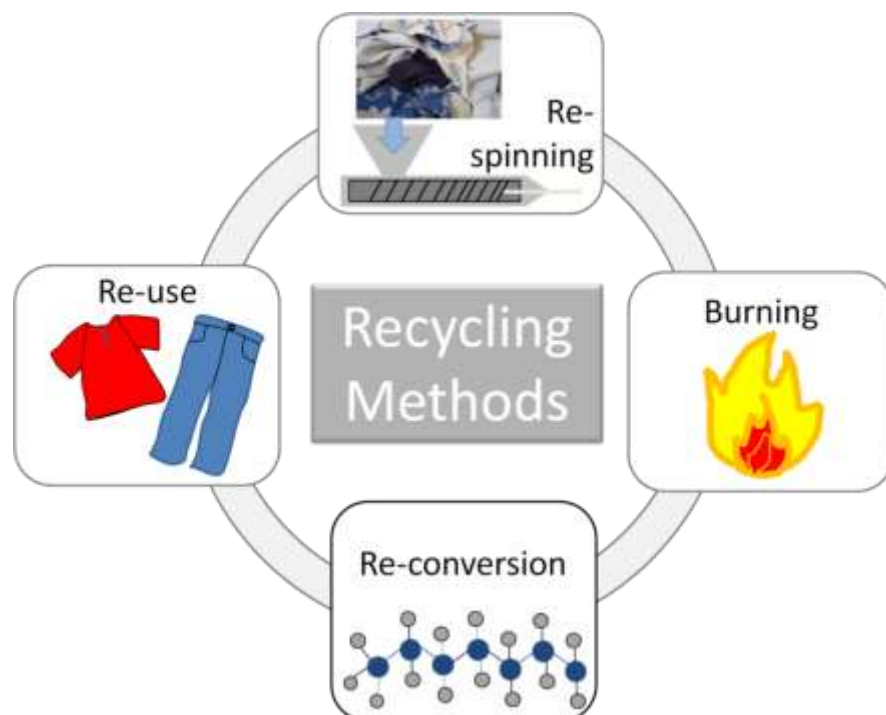 Re-
spinning
Re-use
Recycling
Methods
Burning
Re-conversion